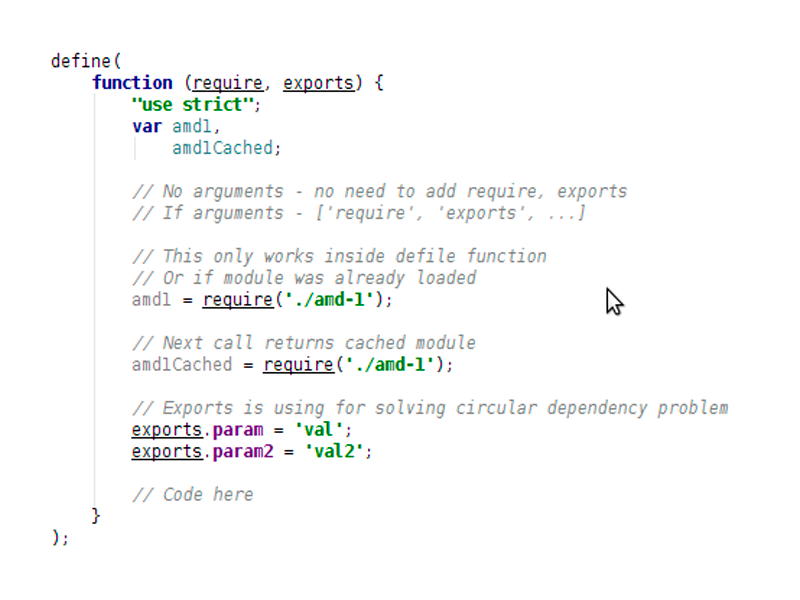 define(
    function (require, exports) {
        "use strict";
        var amd1,
            amd1Cached;

        // No arguments - no need to add require, exports
        // If arguments - ['require', 'exports', ...]

        // This only works inside defile function
        // Or if module was already loaded
        amd1 = require('./amd-1');

        // Next call returns cached module
        amd1Cached = require('./amd-1');

        // Exports is using for solving circular dependency problem
        exports.param = 'val';
        exports.param2 = 'val2';

        // Code here
    }
);